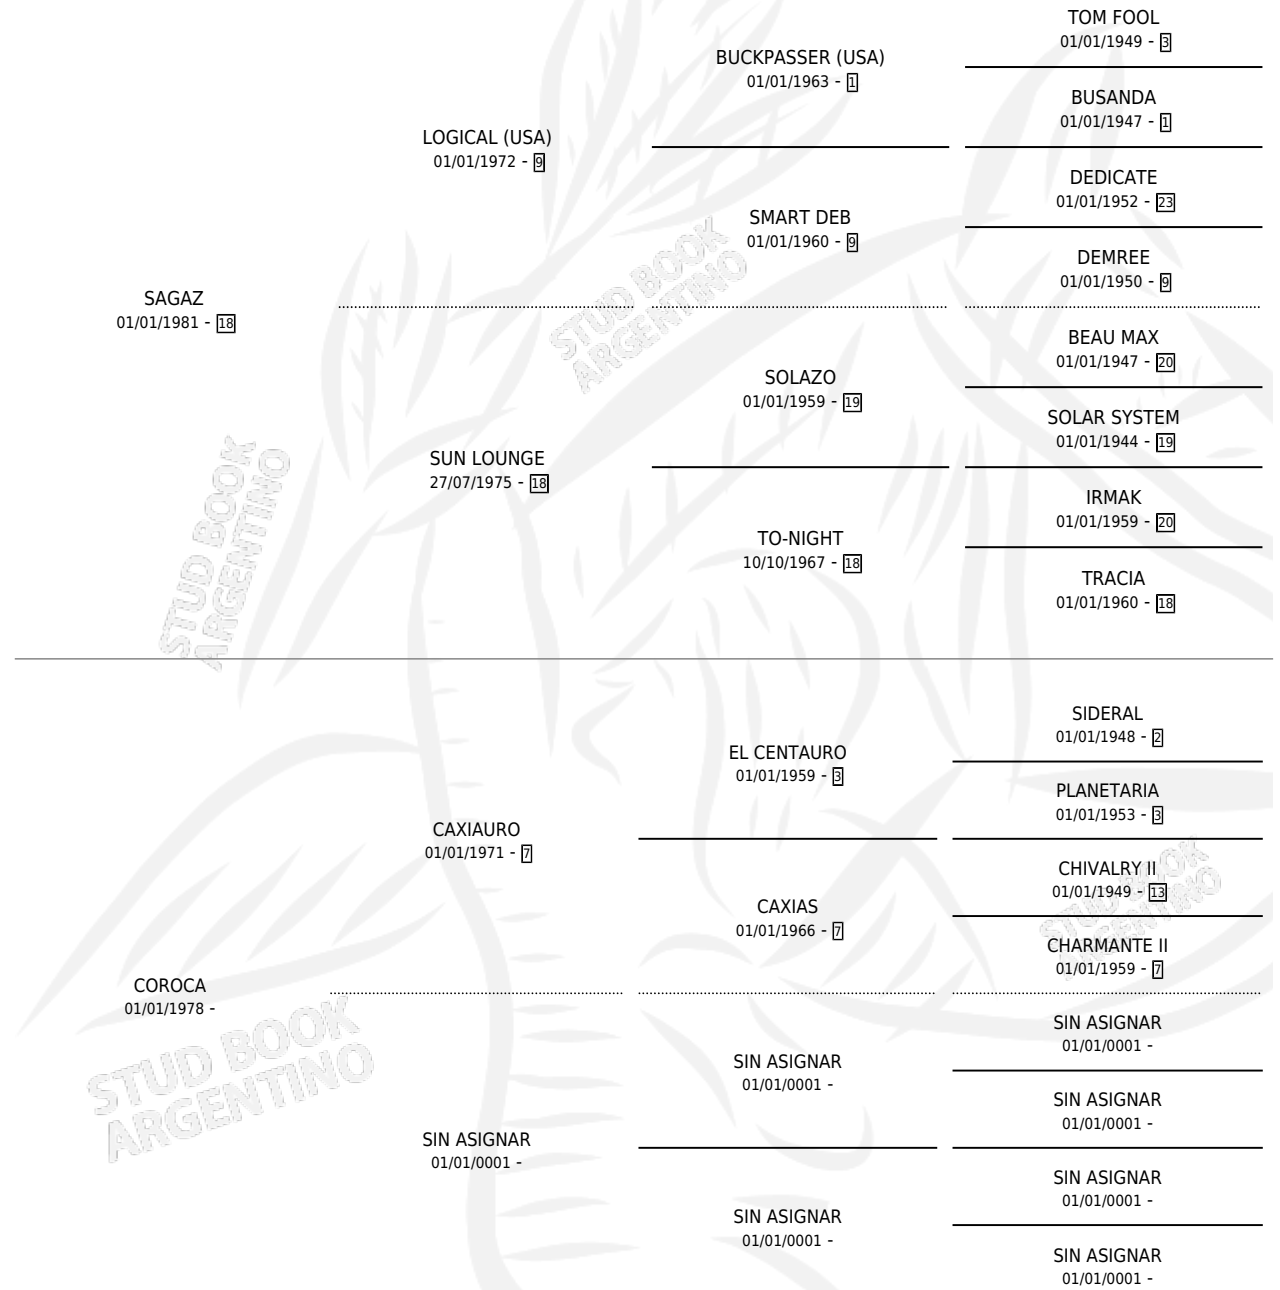 TOM FOOL
01/01/1949 - 3
BUCKPASSER (USA)
01/01/1963 - 1
BUSANDA
01/01/1947 - 1
LOGICAL (USA)
01/01/1972 - 9
DEDICATE
01/01/1952 - 23
SMART DEB
01/01/1960 - 9
DEMREE
01/01/1950 - 9
SAGAZ
01/01/1981 - 18
BEAU MAX
01/01/1947 - 20
SOLAZO
01/01/1959 - 19
SOLAR SYSTEM
01/01/1944 - 19
SUN LOUNGE
27/07/1975 - 18
IRMAK
01/01/1959 - 20
TO-NIGHT
10/10/1967 - 18
TRACIA
01/01/1960 - 18
STUD BOOK
ARGENTINO
STUD BOOK
ARGENTINO
SIDERAL
01/01/1948 - 2
EL CENTAURO
01/01/1959 - 3
PLANETARIA
01/01/1953 - 3
CAXIAURO
01/01/1971 - 7
CHIVALRY II
01/01/1949 - 13
CAXIAS
01/01/1966 - 7
CHARMANTE II
01/01/1959 - 7
STUD BOOK
ARGENTINO
COROCA
01/01/1978 -
SIN ASIGNAR
01/01/0001 -
SIN ASIGNAR
01/01/0001 -
SIN ASIGNAR
01/01/0001 -
SIN ASIGNAR
01/01/0001 -
SIN ASIGNAR
01/01/0001 -
SIN ASIGNAR
01/01/0001 -
SIN ASIGNAR
01/01/0001 -
STUD BOOK
ARGENTINO